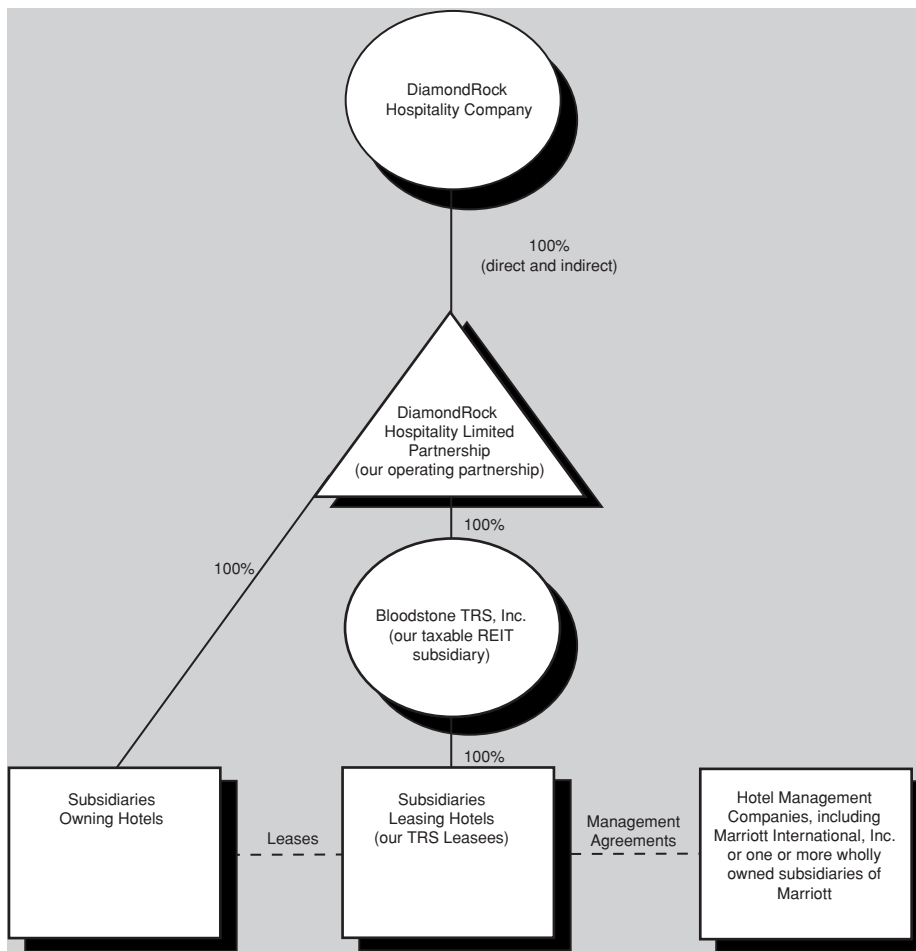 DiamondRock
Hospitality Company
100%
(direct and indirect)
DiamondRock
Hospitality Limited
Partnership
(our operating partnership)
100%
100%
Bloodstone TRS, Inc.
(our taxable REIT
subsidiary)
100%
Subsidiaries
Owning Hotels
Leases
Subsidiaries
Leasing Hotels
(our TRS Leasees)
Management
Agreements
Hotel Management
Companies, including
Marriott International, Inc.
or one or more wholly
owned subsidiaries of
Marriott